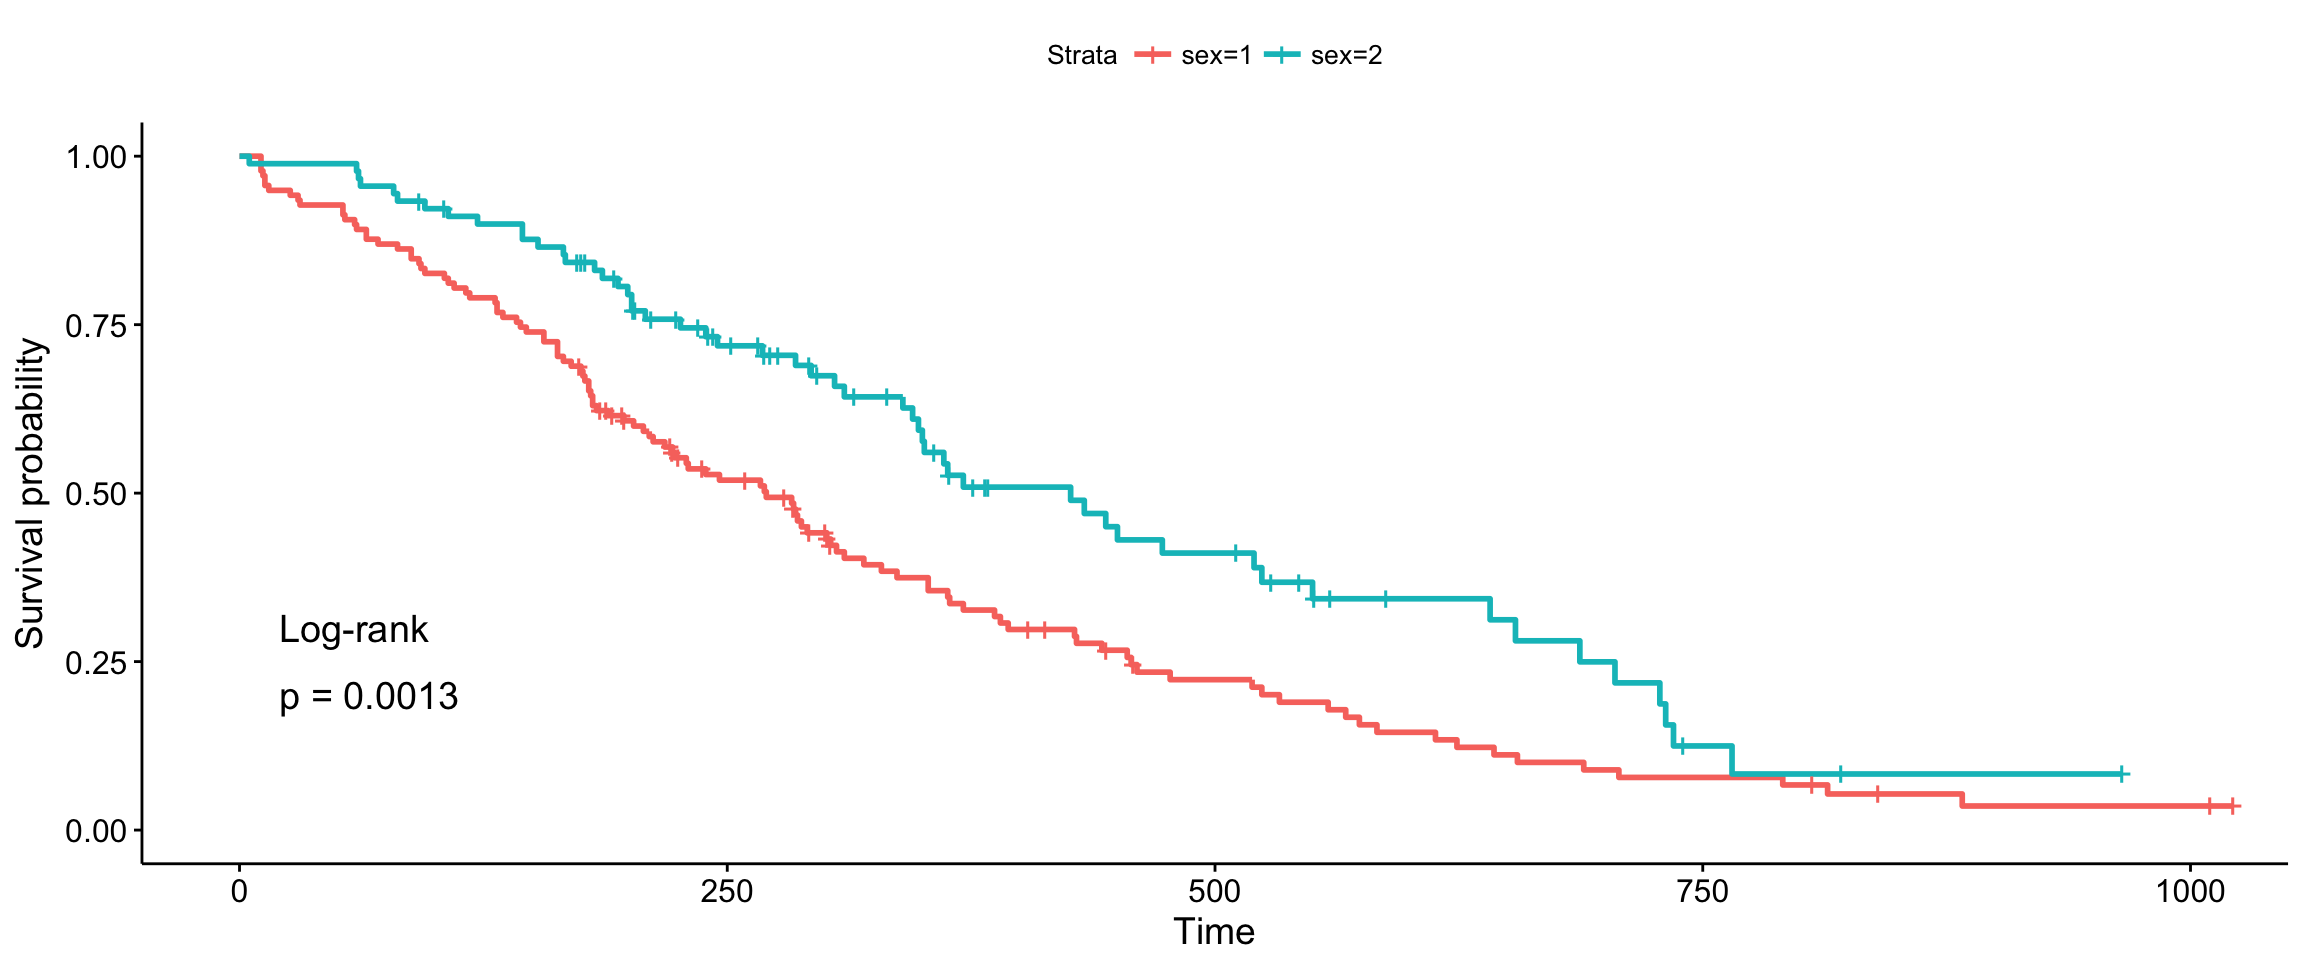 Strata sex=1 sex=2
1.00
0.75
0.50
0.25
0.00
Survival probability
Log-rank
p = 0.0013
0 250 500 750 1000
Time